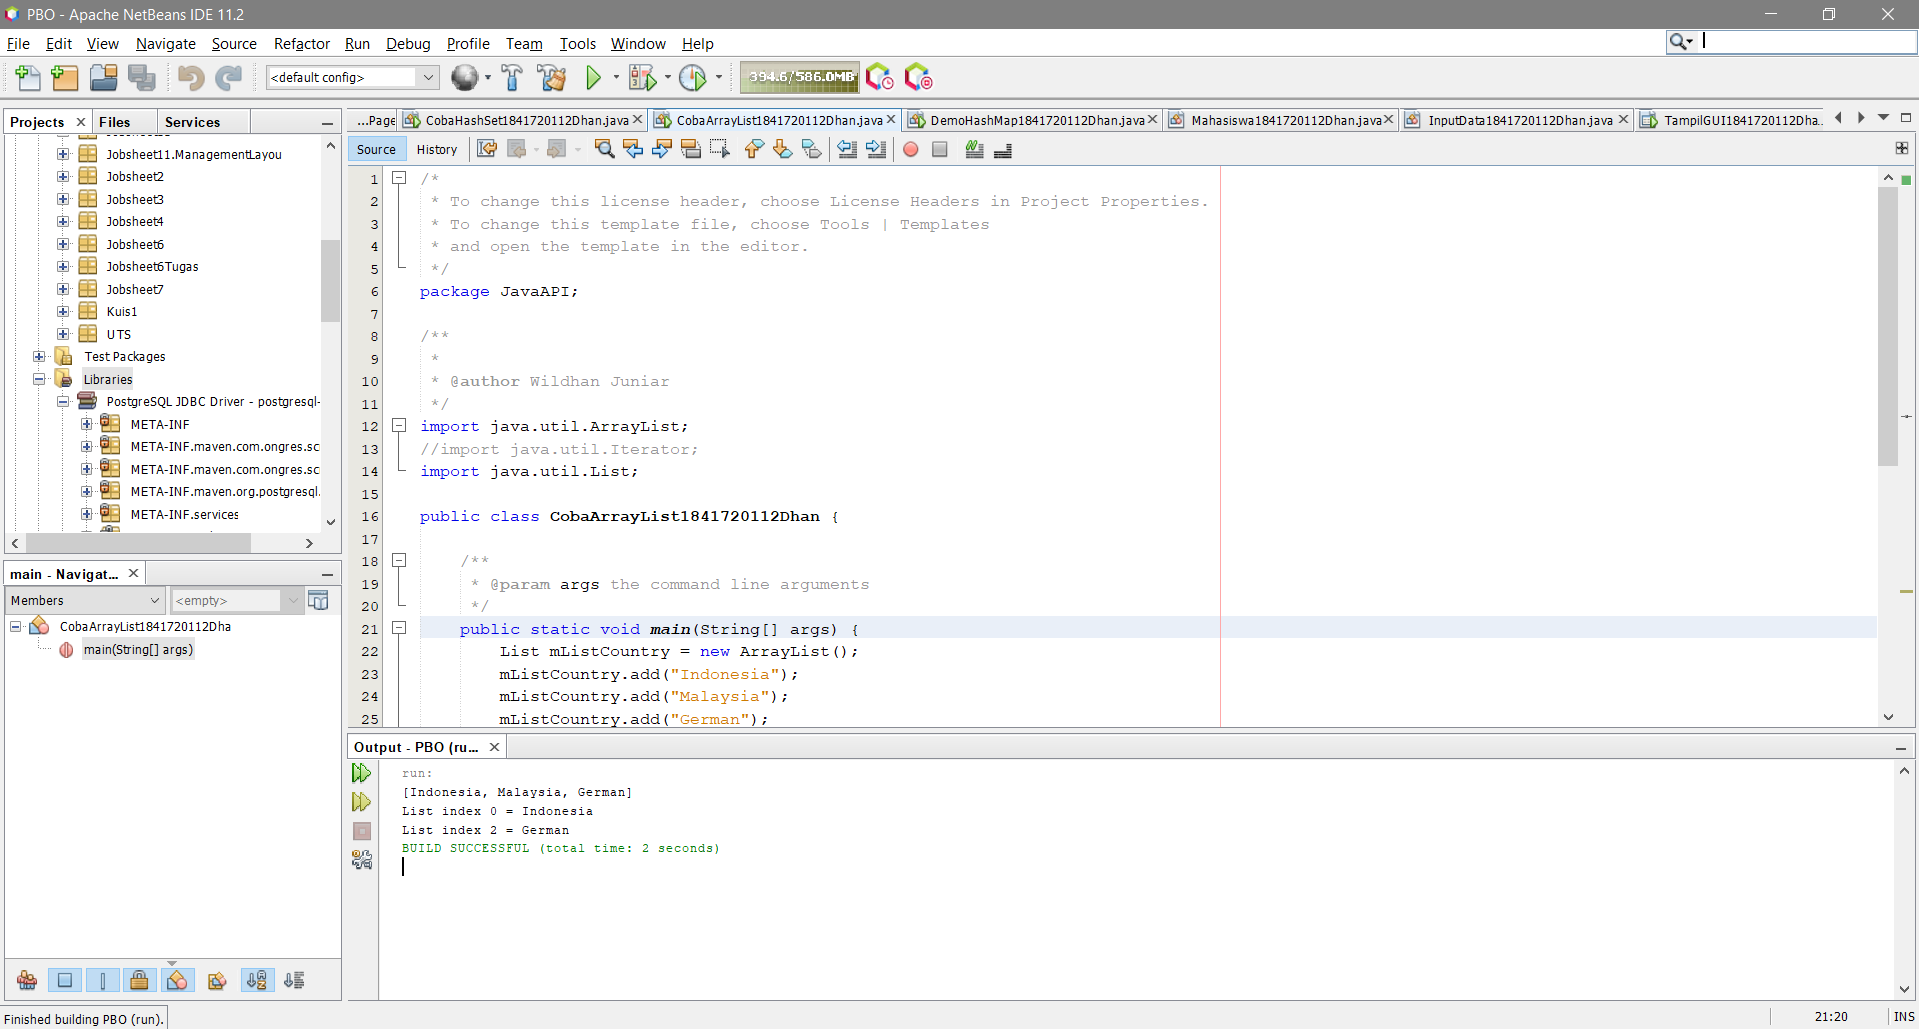 PBO - Apache NetBeans IDE 11.2
File Edit View Navigate Source Refactor Run Debug Profile Team Tools Window Help
<default config>
394.6/586.0MB
Projects Files Services
Jobsheet11.ManagementLayou
Jobsheet2
Jobsheet3
Jobsheet4
Jobsheet6
Jobsheet6Tugas
Jobsheet7
Kuis1
UTS
Test Packages
Libraries
PostgreSQL JDBC Driver - postgresql-
META-INF
META-INF.maven.com.ongres.sc
META-INF.maven.com.ongres.sc
META-INF.maven.org.postgresql.
META-INF.services
main - Navigat...
Members <empty>
CobaArrayList1841720112Dha
main(String[] args)
...Page CobaHashSet1841720112Dhan.java CobaArrayList1841720112Dhan.java DemoHashMap1841720112Dhan.java Mahasiswa1841720112Dhan.java InputData1841720112Dhan.java TampilGUI1841720112Dha...
Source History
1 /*
2 * To change this license header, choose License Headers in Project Properties.
3 * To change this template file, choose Tools | Templates
4 * and open the template in the editor.
5 */
6 package JavaAPI;
7
8 /**
9 *
10 * @author Wildhan Juniar
11 */
12 import java.util.ArrayList;
13 //import java.util.Iterator;
14 import java.util.List;
15
16 public class CobaArrayList1841720112Dhan {
17
18 /**
19 * @param args the command line arguments
20 */
21 public static void main(String[] args) {
22 List mListCountry = new ArrayList();
23 mListCountry.add("Indonesia");
24 mListCountry.add("Malaysia");
25 mListCountry.add("German");
Output - PBO (ru...
run:
[Indonesia, Malaysia, German]
List index 0 = Indonesia
List index 2 = German
BUILD SUCCESSFUL (total time: 2 seconds)
Finished building PBO (run).
21:20 INS